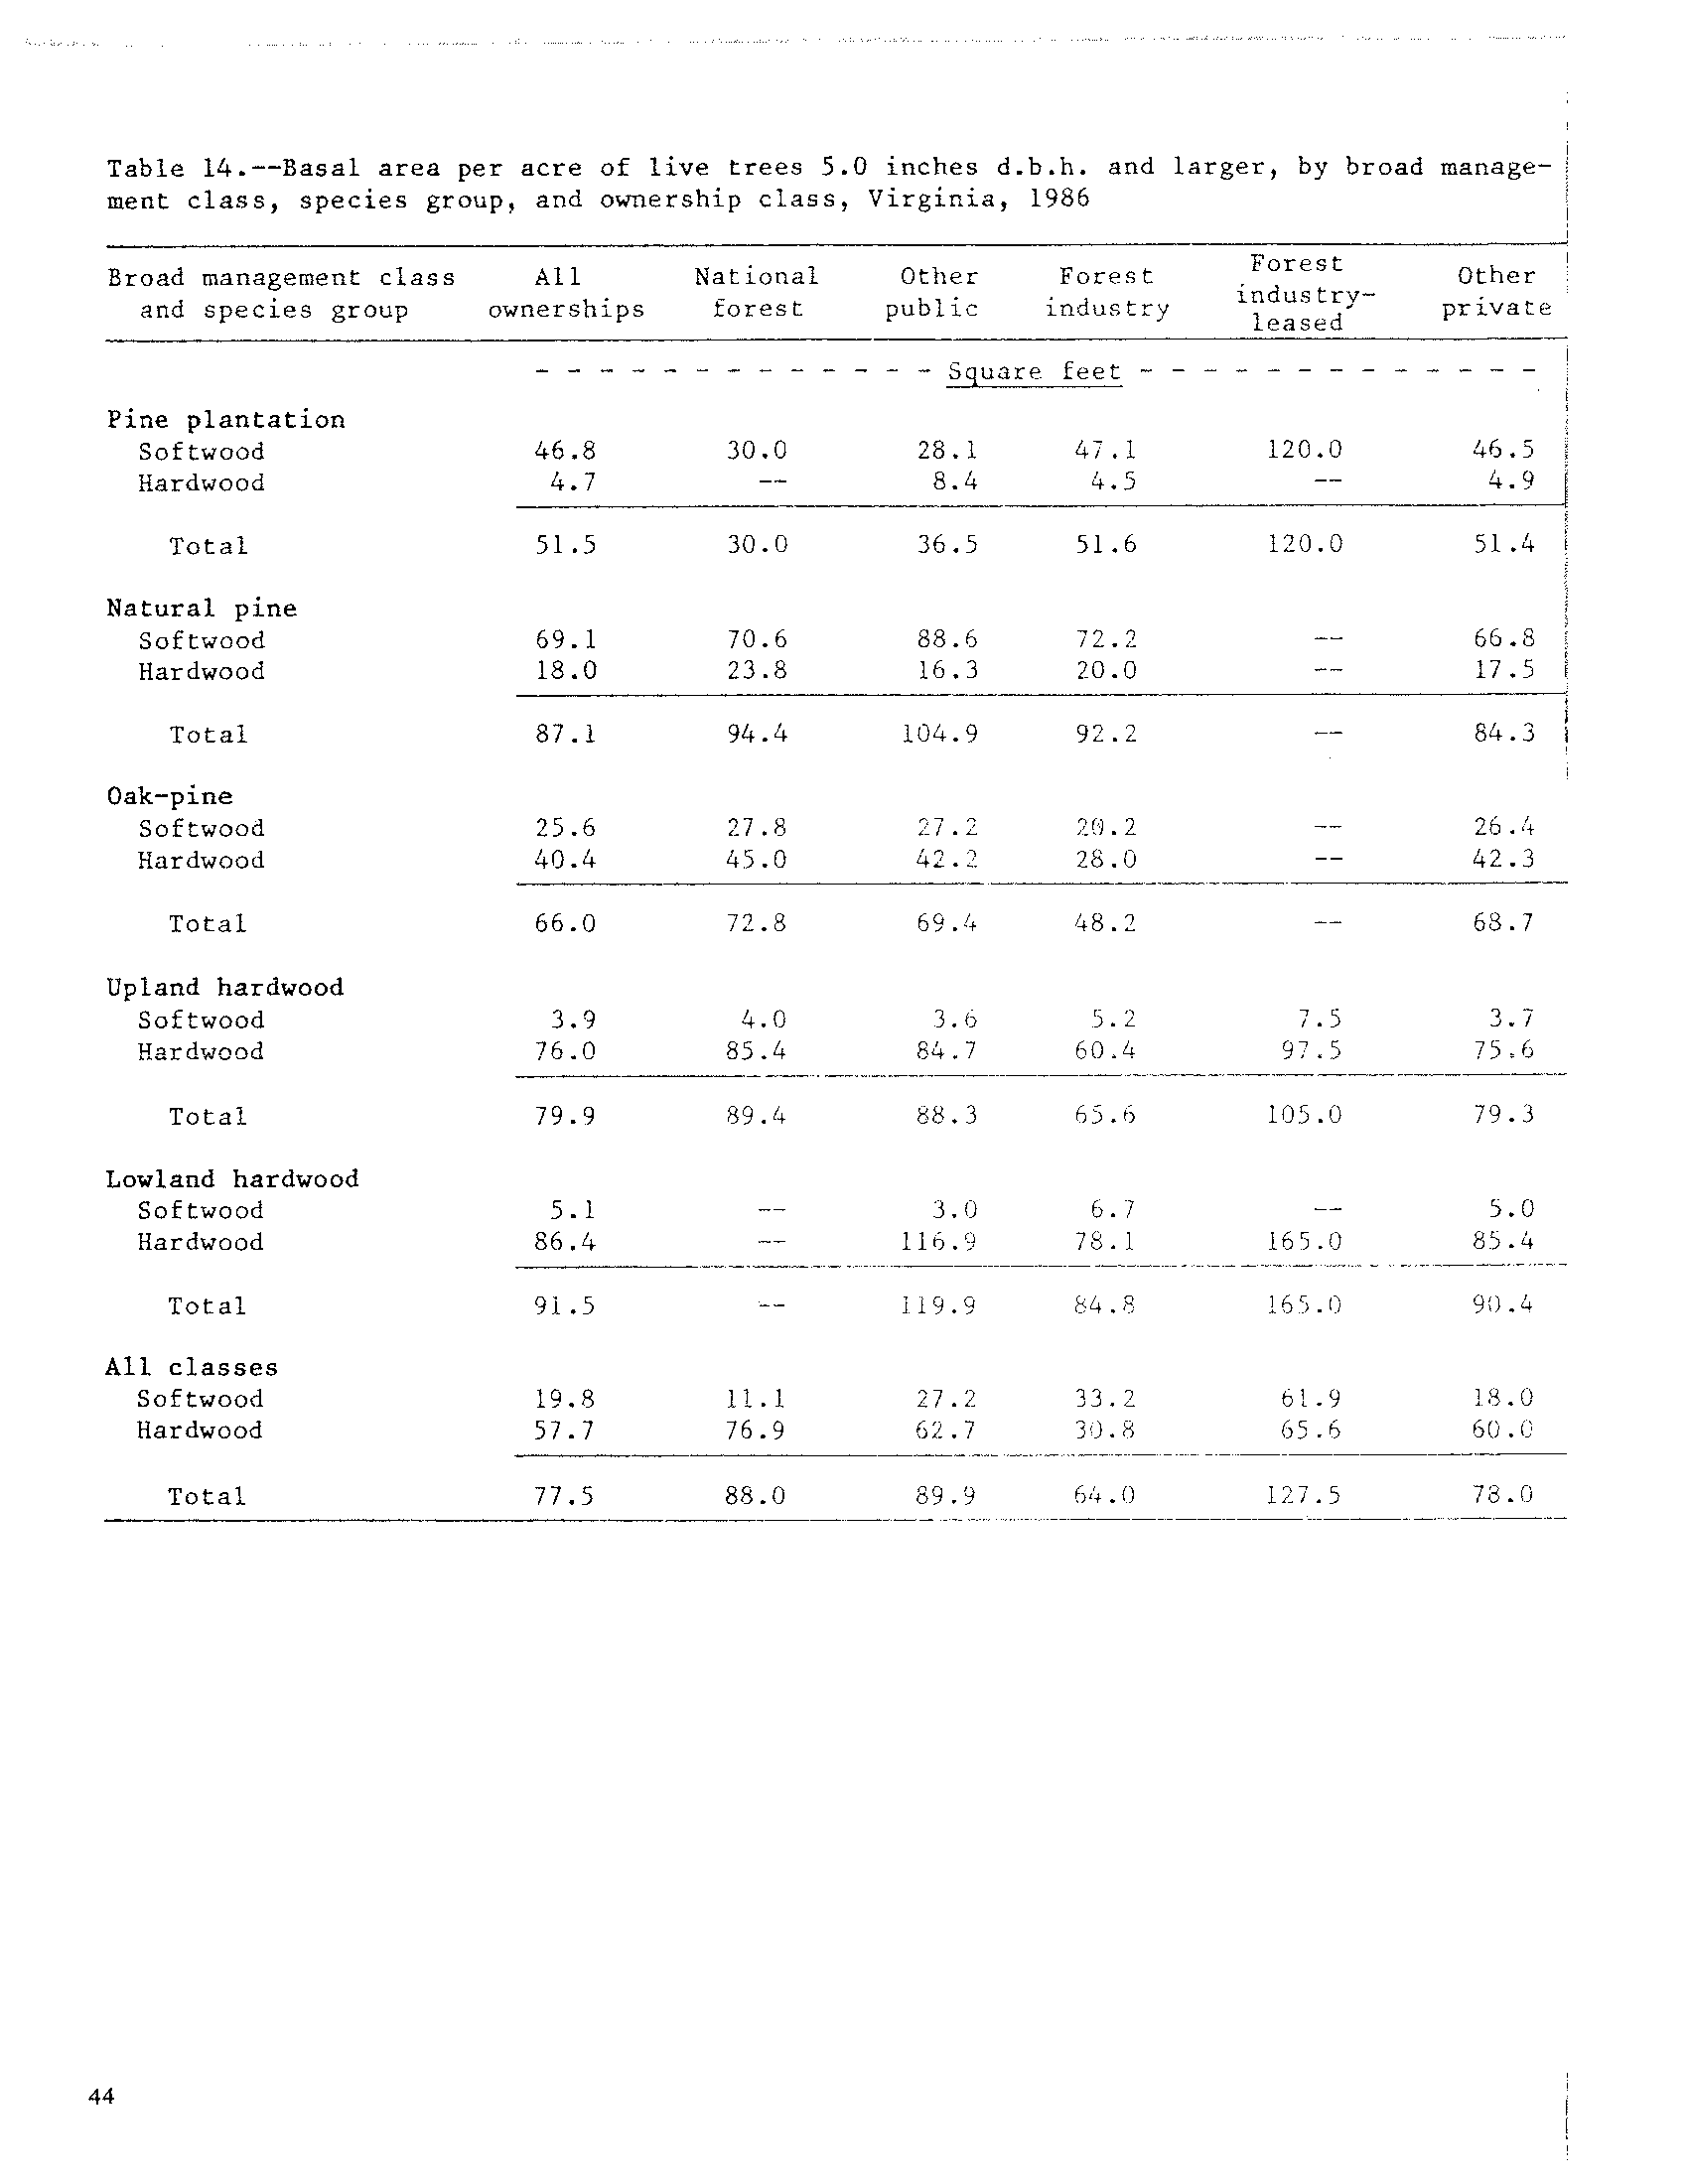 Table 14.--Basal area per acre of live trees 5.0 inches d.b.h. and larger, by broad manage-
ment class, species group, and ownership class, Virginia, 1986
Broad management class and species group | All ownerships | National forest | Other public | Forest industry | Forest industry-leased | Other private
- - - - - - - - - - - - - Square feet - - - - - - - - - - - - -
Pine plantation
Softwood 46.8 30.0 28.1 47.1 120.0 46.5
Hardwood 4.7 -- 8.4 4.5 -- 4.9
Total 51.5 30.0 36.5 51.6 120.0 51.4
Natural pine
Softwood 69.1 70.6 88.6 72.2 -- 66.8
Hardwood 18.0 23.8 16.3 20.0 -- 17.5
Total 87.1 94.4 104.9 92.2 -- 84.3
Oak-pine
Softwood 25.6 27.8 27.2 20.2 -- 26.4
Hardwood 40.4 45.0 42.2 28.0 -- 42.3
Total 66.0 72.8 69.4 48.2 -- 68.7
Upland hardwood
Softwood 3.9 4.0 3.6 5.2 7.5 3.7
Hardwood 76.0 85.4 84.7 60.4 97.5 75.6
Total 79.9 89.4 88.3 65.6 105.0 79.3
Lowland hardwood
Softwood 5.1 -- 3.0 6.7 -- 5.0
Hardwood 86.4 -- 116.9 78.1 165.0 85.4
Total 91.5 -- 119.9 84.8 165.0 90.4
All classes
Softwood 19.8 11.1 27.2 33.2 61.9 18.0
Hardwood 57.7 76.9 62.7 30.8 65.6 60.0
Total 77.5 88.0 89.9 64.0 127.5 78.0
44